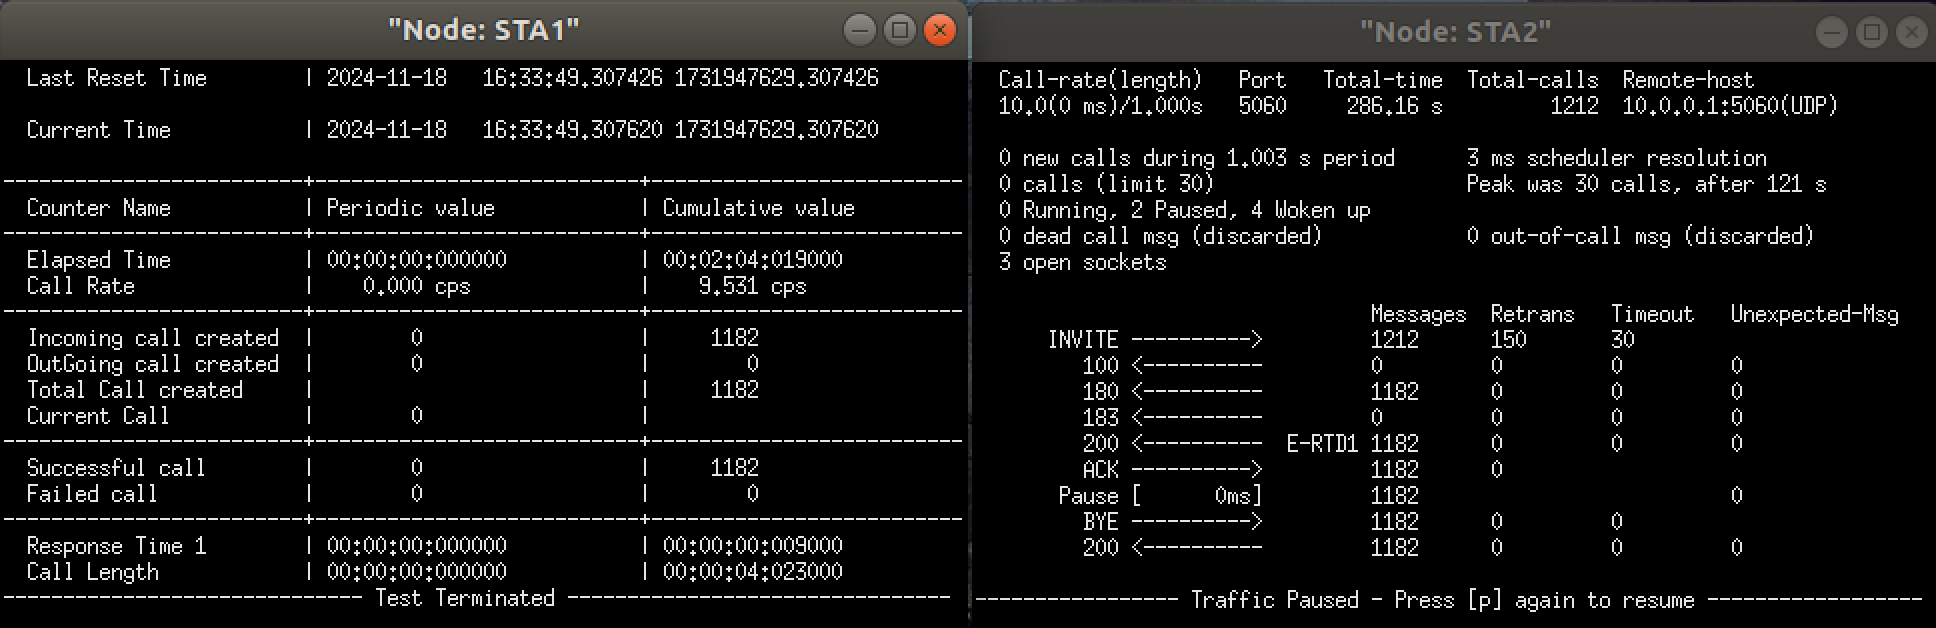 "Node: STA1"
Last Reset Time | 2024-11-18 16:33:49.307426 1731947629.307426
Current Time | 2024-11-18 16:33:49.307620 1731947629.307620
-------------------------+---------------------------+--------------------------
Counter Name | Periodic value | Cumulative value
-------------------------+---------------------------+--------------------------
Elapsed Time | 00:00:00:000000 | 00:02:04:019000
Call Rate | 0.000 cps | 9.531 cps
-------------------------+---------------------------+--------------------------
Incoming call created | 0 | 1182
OutGoing call created | 0 | 0
Total Call created | | 1182
Current Call | 0 |
-------------------------+---------------------------+--------------------------
Successful call | 0 | 1182
Failed call | 0 | 0
-------------------------+---------------------------+--------------------------
Response Time 1 | 00:00:00:000000 | 00:00:00:009000
Call Length | 00:00:00:000000 | 00:00:04:023000
------------------------------ Test Terminated --------------------------------
"Node: STA2"
Call-rate(length) Port Total-time Total-calls Remote-host
10.0(0 ms)/1.000s 5060 286.16 s 1212 10.0.0.1:5060(UDP)
0 new calls during 1.003 s period 3 ms scheduler resolution
0 calls (limit 30) Peak was 30 calls, after 121 s
0 Running, 2 Paused, 4 Woken up
0 dead call msg (discarded) 0 out-of-call msg (discarded)
3 open sockets
Messages Retrans Timeout Unexpected-Msg
INVITE ----------> 1212 150 30
100 <---------- 0 0 0 0
180 <---------- 1182 0 0 0
183 <---------- 0 0 0 0
200 <---------- E-RTD1 1182 0 0 0
ACK ----------> 1182 0
Pause [ 0ms] 1182 0
BYE ----------> 1182 0 0
200 <---------- 1182 0 0 0
----------------- Traffic Paused - Press [p] again to resume ------------------